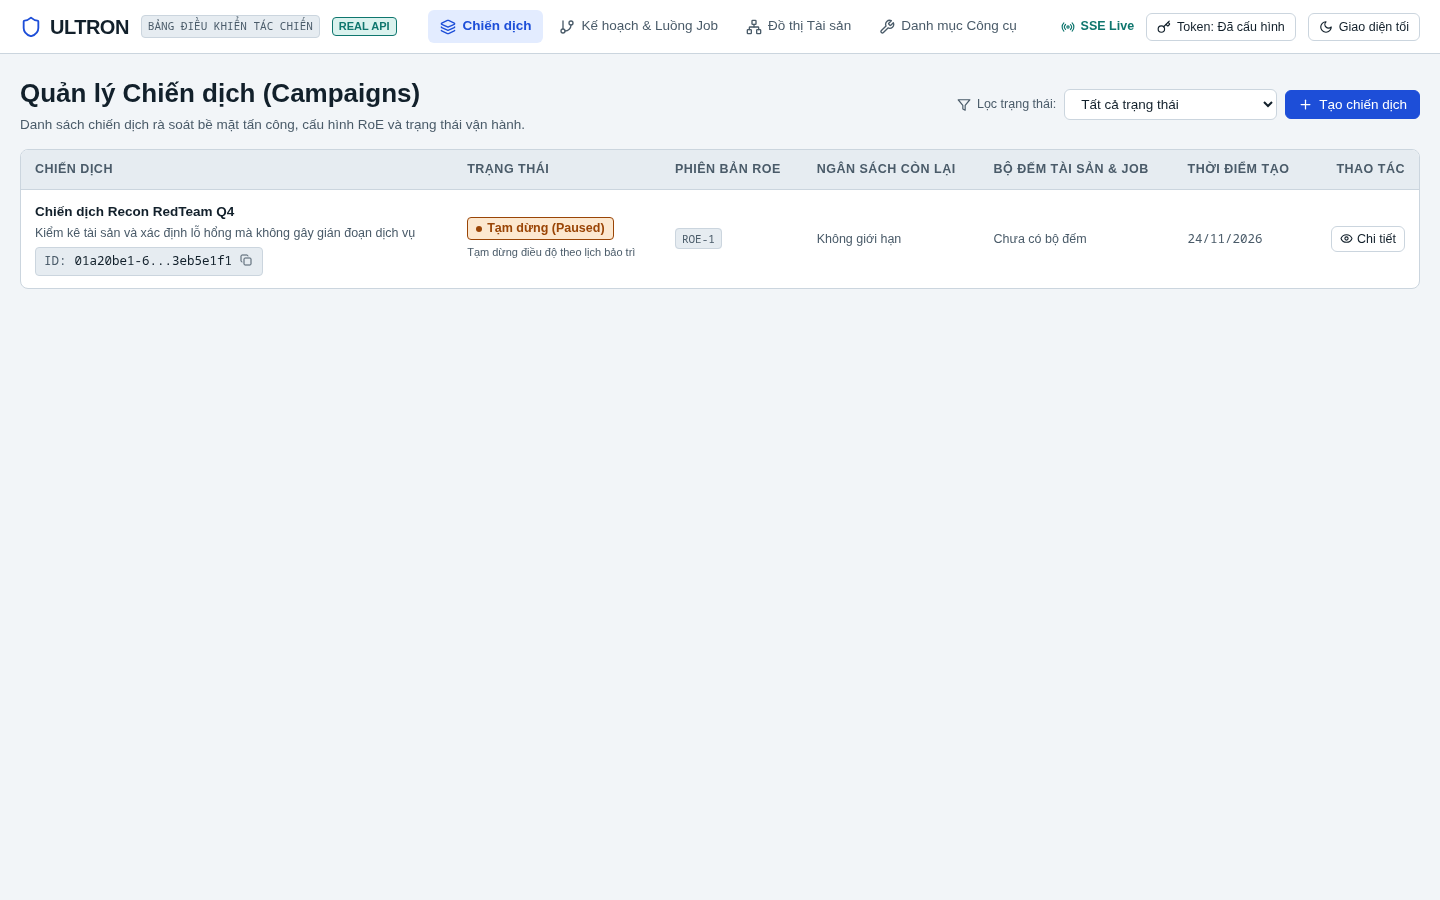 ULTRON
BẢNG ĐIỀU KHIỂN TÁC CHIẾN
REAL API
Chiến dịch
Kế hoạch & Luồng Job
Đồ thị Tài sản
Danh mục Công cụ
SSE Live
Token: Đã cấu hình
Giao diện tối
Quản lý Chiến dịch (Campaigns)
Danh sách chiến dịch rà soát bề mặt tấn công, cấu hình RoE và trạng thái vận hành.
Lọc trạng thái:
Tất cả trạng thái
Tạo chiến dịch
CHIẾN DỊCH
TRẠNG THÁI
PHIÊN BẢN ROE
NGÂN SÁCH CÒN LẠI
BỘ ĐẾM TÀI SẢN & JOB
THỜI ĐIỂM TẠO
THAO TÁC
Chiến dịch Recon RedTeam Q4
Kiểm kê tài sản và xác định lỗ hổng mà không gây gián đoạn dịch vụ
ID: 01a20be1-6...3eb5e1f1
Tạm dừng (Paused)
Tạm dừng điều độ theo lịch bảo trì
ROE-1
Không giới hạn
Chưa có bộ đếm
24/11/2026
Chi tiết